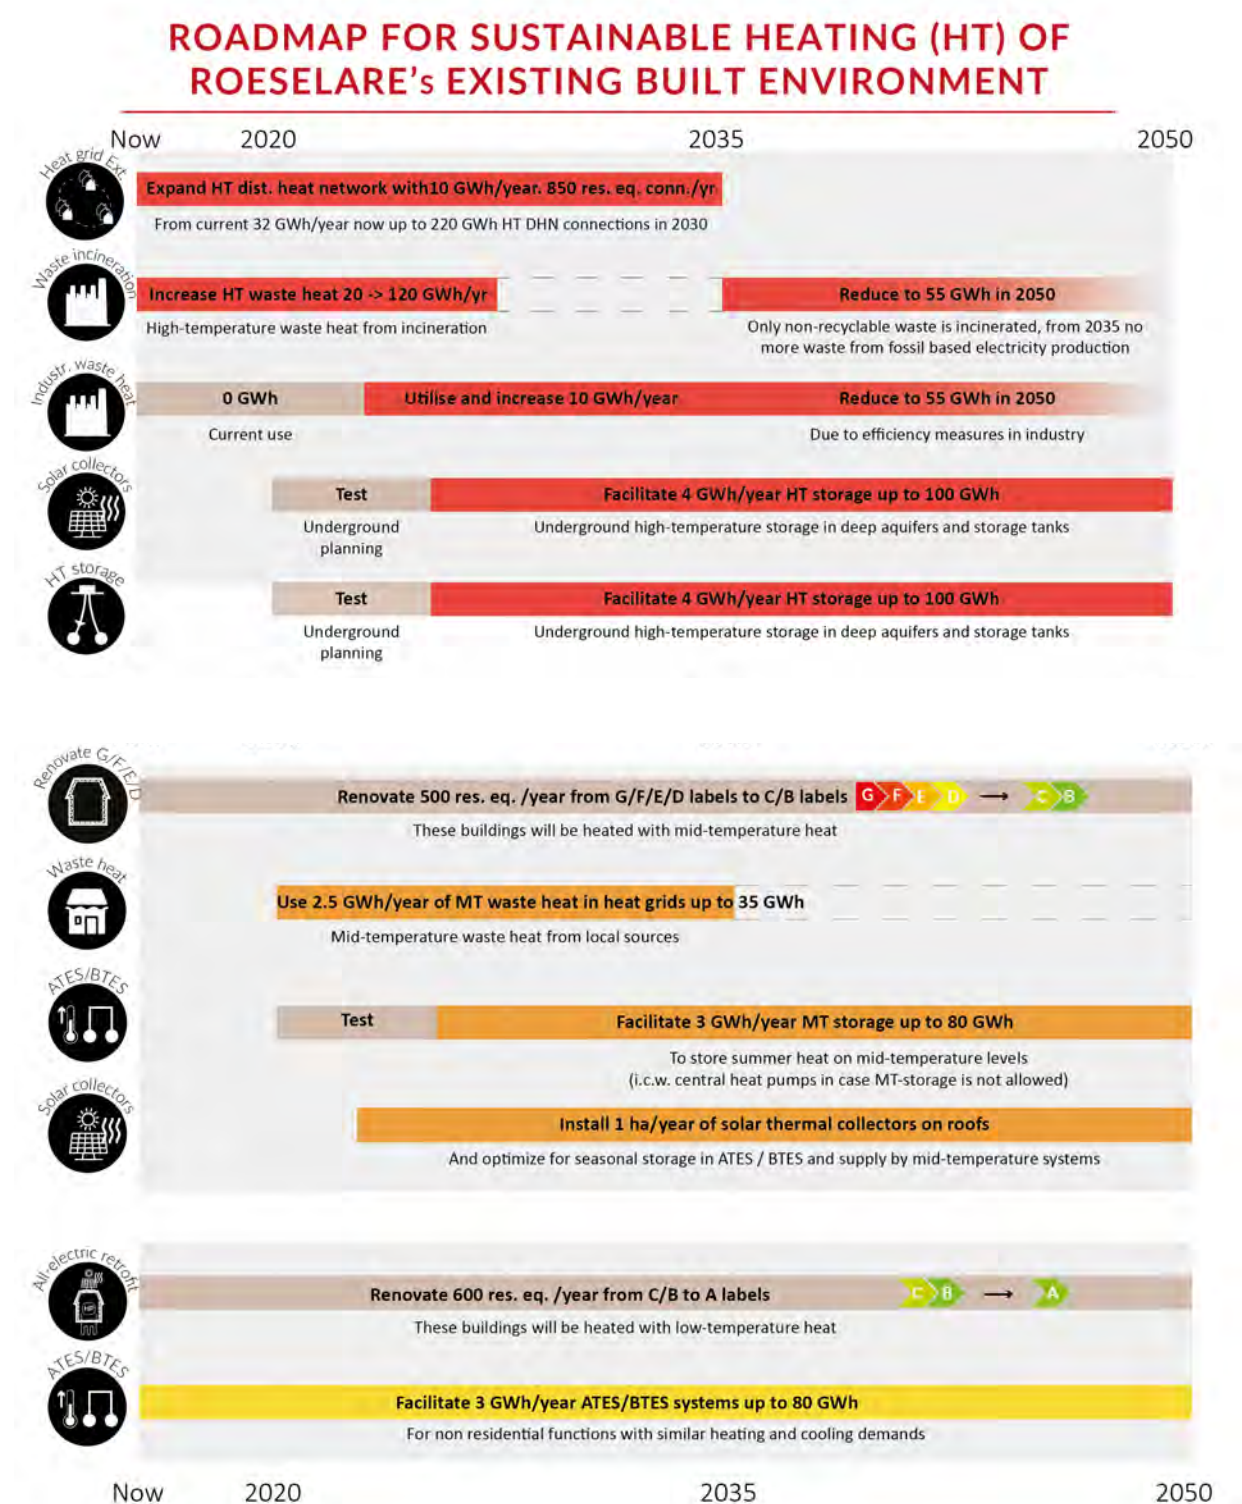 ROADMAP FOR SUSTAINABLE HEATING (HT) OF
ROESELARE's EXISTING BUILT ENVIRONMENT
Now 2020 2035 2050
Heat grid Ext.
Expand HT dist. heat network with10 GWh/year. 850 res. eq. conn./yr
From current 32 GWh/year now up to 220 GWh HT DHN connections in 2030
Waste incineration
Increase HT waste heat 20 -> 120 GWh/yr
Reduce to 55 GWh in 2050
High-temperature waste heat from incineration
Only non-recyclable waste is incinerated, from 2035 no
more waste from fossil based electricity production
Industr. waste heat
0 GWh
Utilise and increase 10 GWh/year
Reduce to 55 GWh in 2050
Current use
Due to efficiency measures in industry
Solar collectors
Test
Facilitate 4 GWh/year HT storage up to 100 GWh
Underground
planning
Underground high-temperature storage in deep aquifers and storage tanks
HT storage
Test
Facilitate 4 GWh/year HT storage up to 100 GWh
Underground
planning
Underground high-temperature storage in deep aquifers and storage tanks
Renovate G/F/E/D
Renovate 500 res. eq. /year from G/F/E/D labels to C/B labels G F E D → C B
These buildings will be heated with mid-temperature heat
Waste heat
Use 2.5 GWh/year of MT waste heat in heat grids up to 35 GWh
Mid-temperature waste heat from local sources
ATES/BTES
Test
Facilitate 3 GWh/year MT storage up to 80 GWh
To store summer heat on mid-temperature levels
(i.c.w. central heat pumps in case MT-storage is not allowed)
Solar collectors
Install 1 ha/year of solar thermal collectors on roofs
And optimize for seasonal storage in ATES / BTES and supply by mid-temperature systems
All-electric retrofit
HP
Renovate 600 res. eq. /year from C/B to A labels C B → A
These buildings will be heated with low-temperature heat
ATES/BTES
Facilitate 3 GWh/year ATES/BTES systems up to 80 GWh
For non residential functions with similar heating and cooling demands
Now 2020 2035 2050